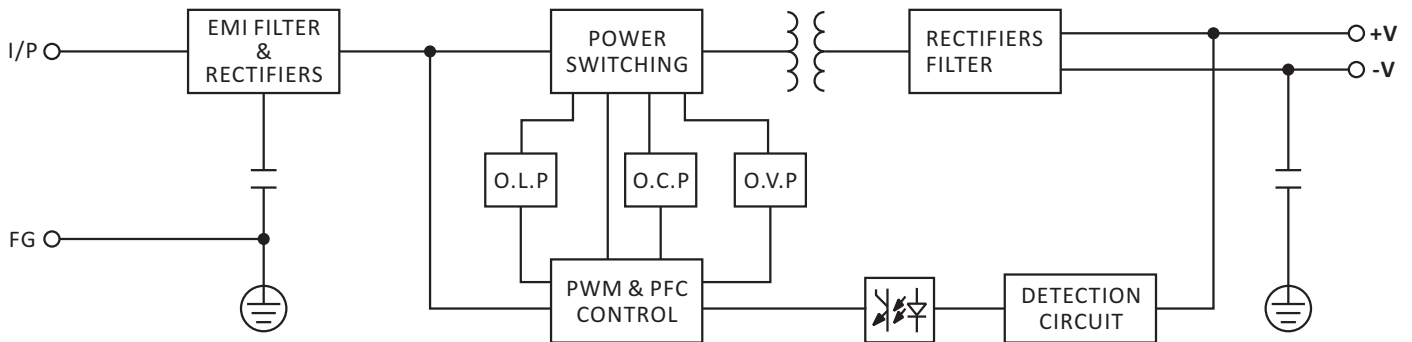 I/P
EMI FILTER
&
RECTIFIERS
POWER
SWITCHING
RECTIFIERS
FILTER
+V
-V
O.L.P
O.C.P
O.V.P
FG
PWM & PFC
CONTROL
DETECTION
CIRCUIT